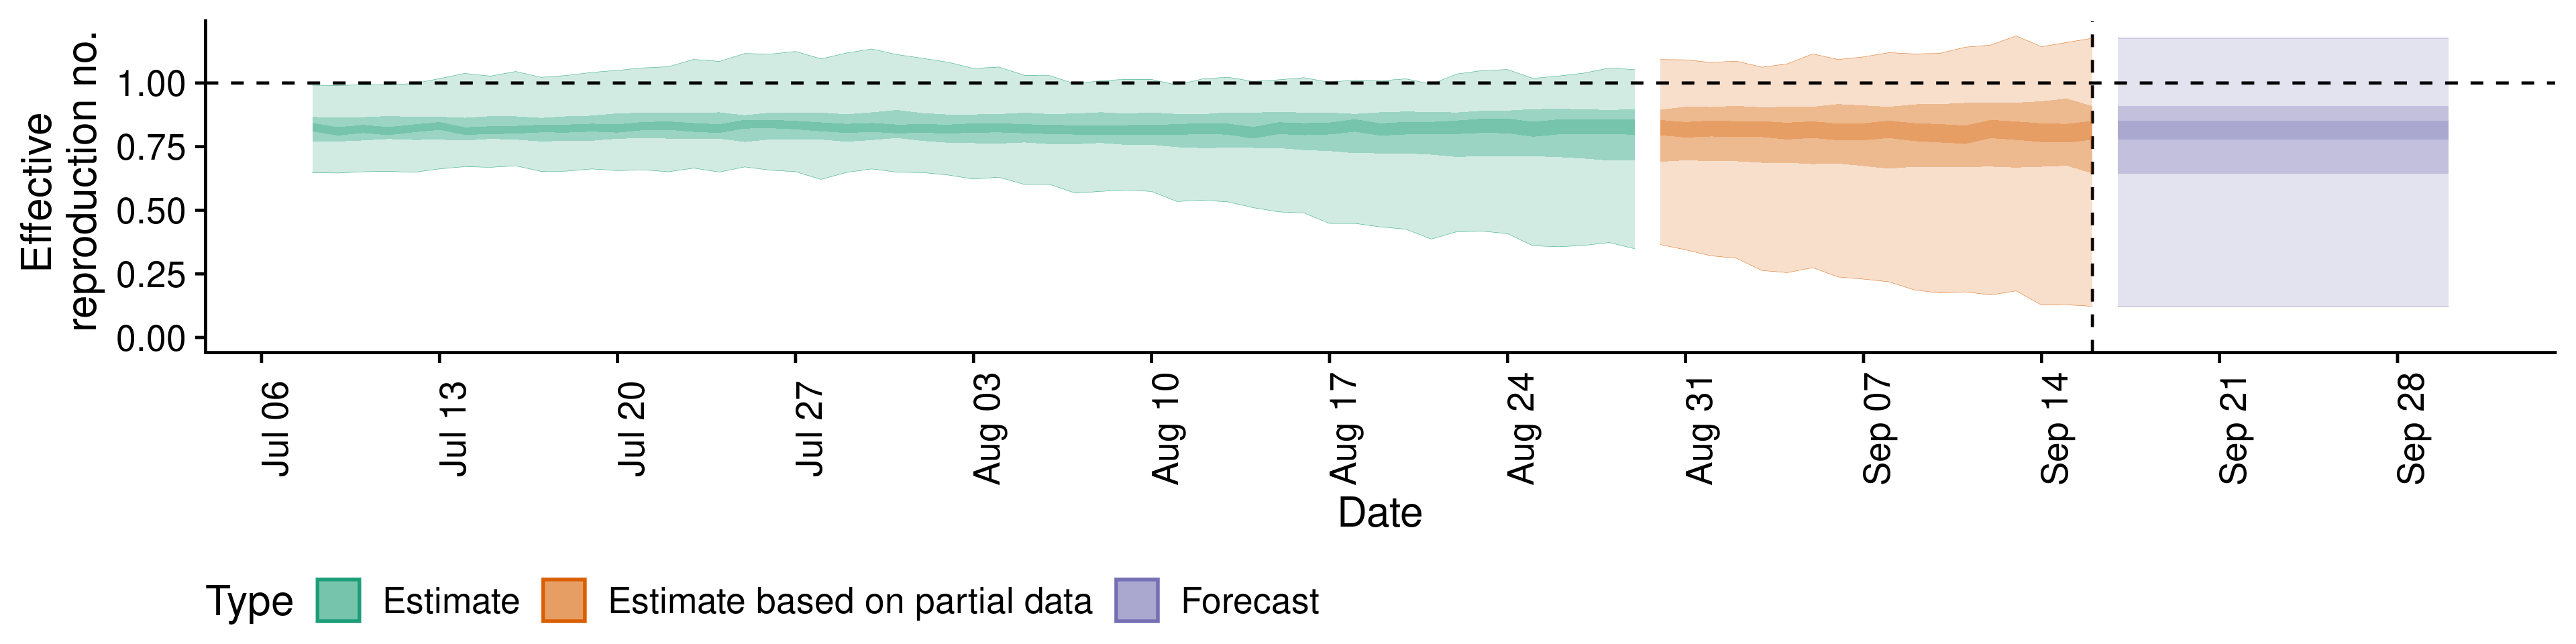 Effective
reproduction no.
1.00
0.75
0.50
0.25
0.00
Jul 06
Jul 13
Jul 20
Jul 27
Aug 03
Aug 10
Aug 17
Aug 24
Aug 31
Sep 07
Sep 14
Sep 21
Sep 28
Date
Type Estimate Estimate based on partial data Forecast